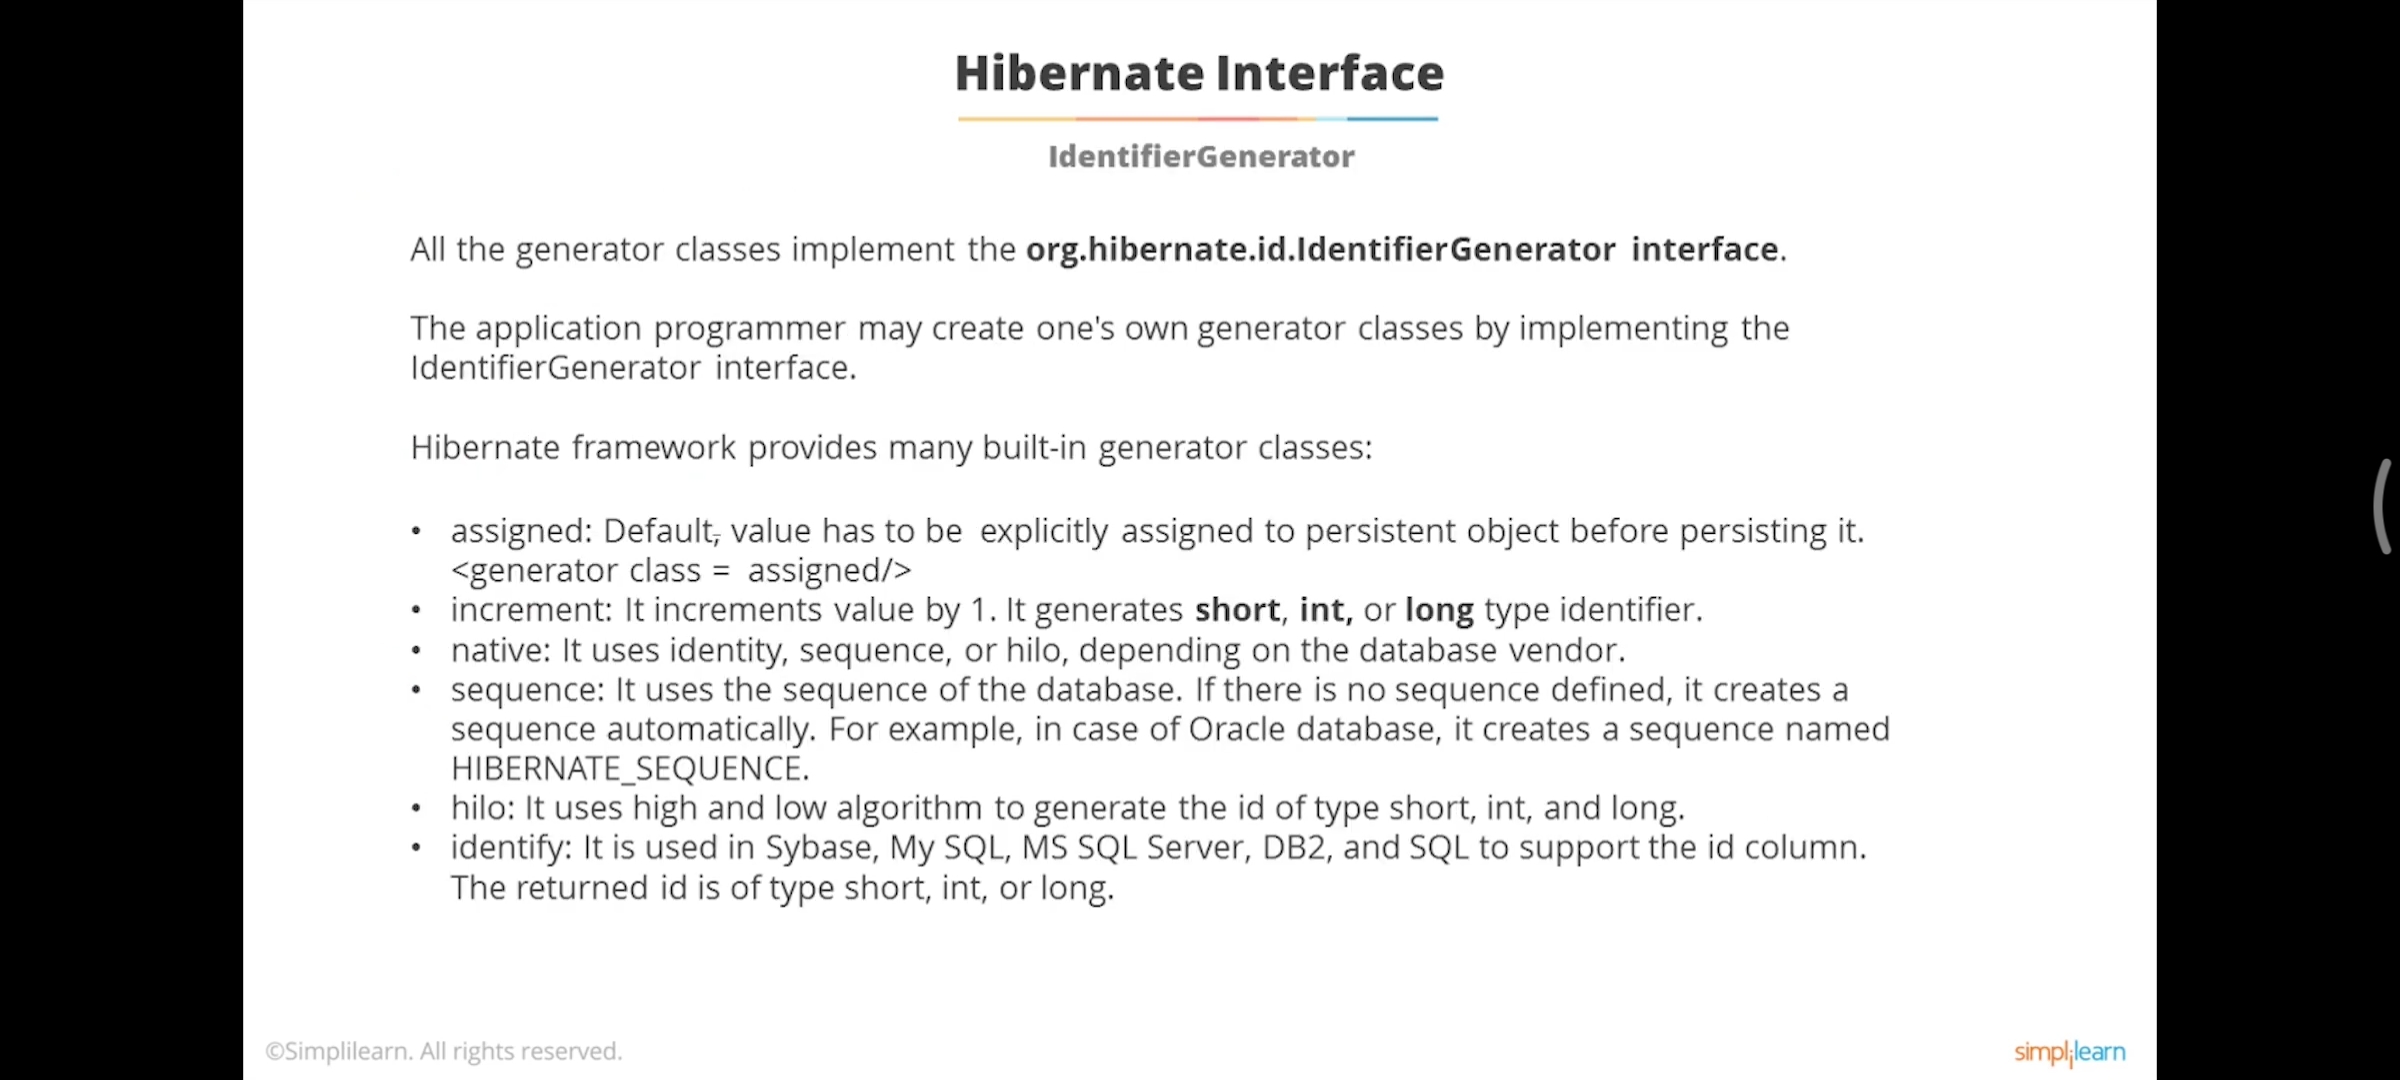 Hibernate Interface
IdentifierGenerator
All the generator classes implement the org.hibernate.id.IdentifierGenerator interface.
The application programmer may create one's own generator classes by implementing the
IdentifierGenerator interface.
Hibernate framework provides many built-in generator classes:
• assigned: Default, value has to be explicitly assigned to persistent object before persisting it.
<generator class = assigned/>
• increment: It increments value by 1. It generates short, int, or long type identifier.
• native: It uses identity, sequence, or hilo, depending on the database vendor.
• sequence: It uses the sequence of the database. If there is no sequence defined, it creates a
sequence automatically. For example, in case of Oracle database, it creates a sequence named
HIBERNATE_SEQUENCE.
• hilo: It uses high and low algorithm to generate the id of type short, int, and long.
• identify: It is used in Sybase, My SQL, MS SQL Server, DB2, and SQL to support the id column.
The returned id is of type short, int, or long.
©Simplilearn. All rights reserved.
simplilearn